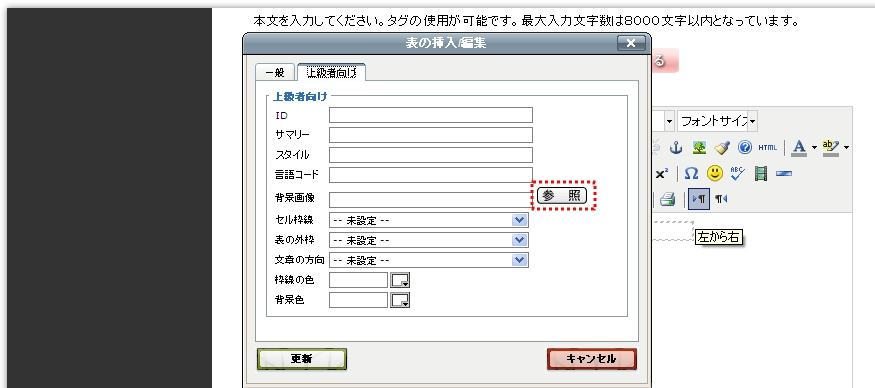 本文を入力してください。タグの使用が可能です。最大入力文字数は8000文字以内となっています。
表の挿入/編集
る
一般 上級者向け
上級者向け
ID
サマリー
スタイル
言語コード
背景画像 参 照
セル枠線 -- 未設定 --
表の外枠 -- 未設定 --
文章の方向 -- 未設定 --
枠線の色
背景色
更新 キャンセル
フォントサイズ
HTML A ab
x² Ω ABC
左から右